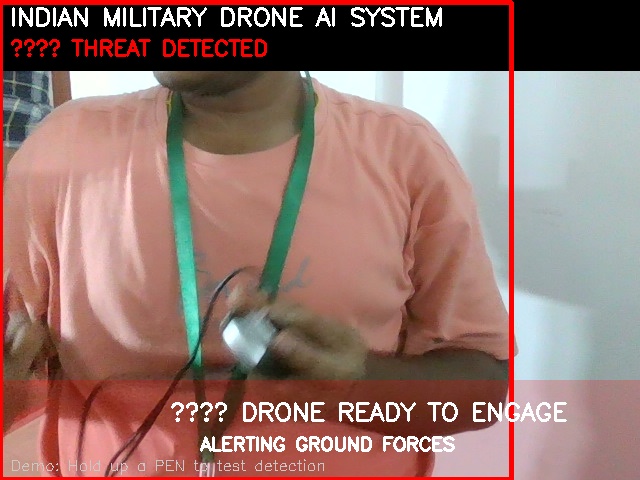 INDIAN MILITARY DRONE AI SYSTEM
???? THREAT DETECTED
???? DRONE READY TO ENGAGE
ALERTING GROUND FORCES
Demo: Hold up a PEN to test detection